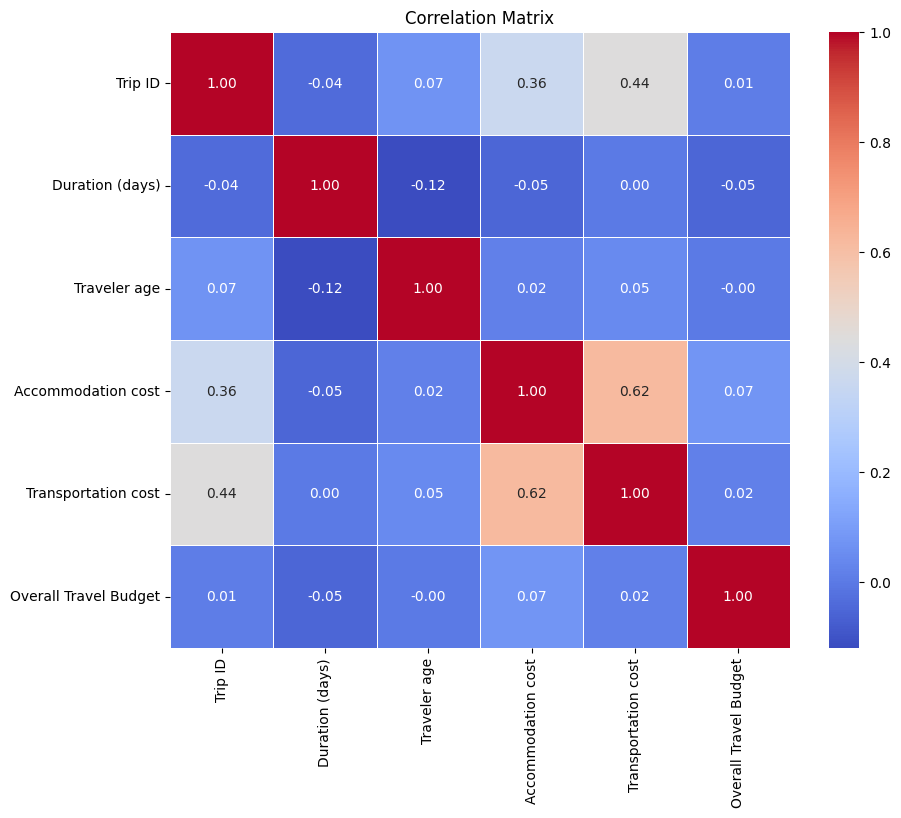 Correlation Matrix
Trip ID 1.00 -0.04 0.07 0.36 0.44 0.01
Duration (days) -0.04 1.00 -0.12 -0.05 0.00 -0.05
Traveler age 0.07 -0.12 1.00 0.02 0.05 -0.00
Accommodation cost 0.36 -0.05 0.02 1.00 0.62 0.07
Transportation cost 0.44 0.00 0.05 0.62 1.00 0.02
Overall Travel Budget 0.01 -0.05 -0.00 0.07 0.02 1.00
Trip ID
Duration (days)
Traveler age
Accommodation cost
Transportation cost
Overall Travel Budget
1.0
0.8
0.6
0.4
0.2
0.0